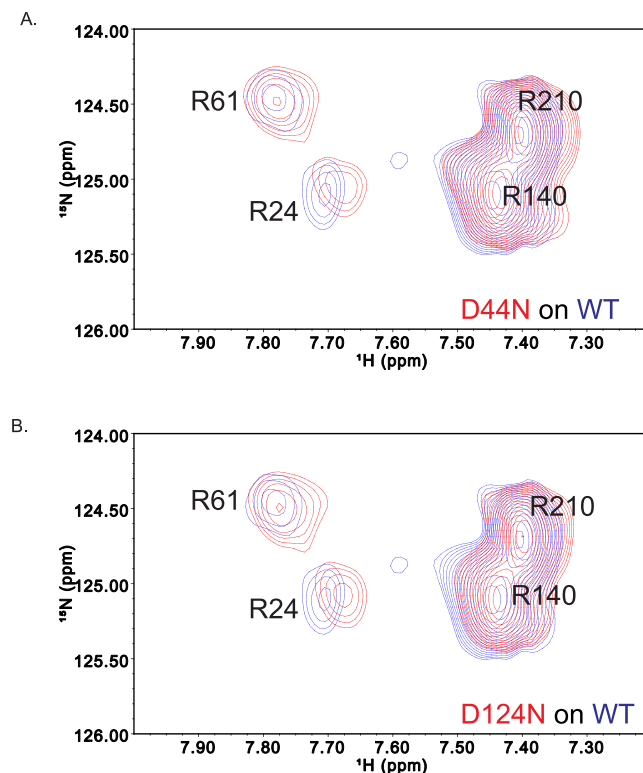 A.
124.00
124.50
125.00
125.50
126.00
¹⁵N (ppm)
R61
R24
R210
R140
D44N on WT
7.90 7.80 7.70 7.60 7.50 7.40 7.30
¹H (ppm)
B.
124.00
124.50
125.00
125.50
126.00
¹⁵N (ppm)
R61
R24
R210
R140
D124N on WT
7.90 7.80 7.70 7.60 7.50 7.40 7.30
¹H (ppm)